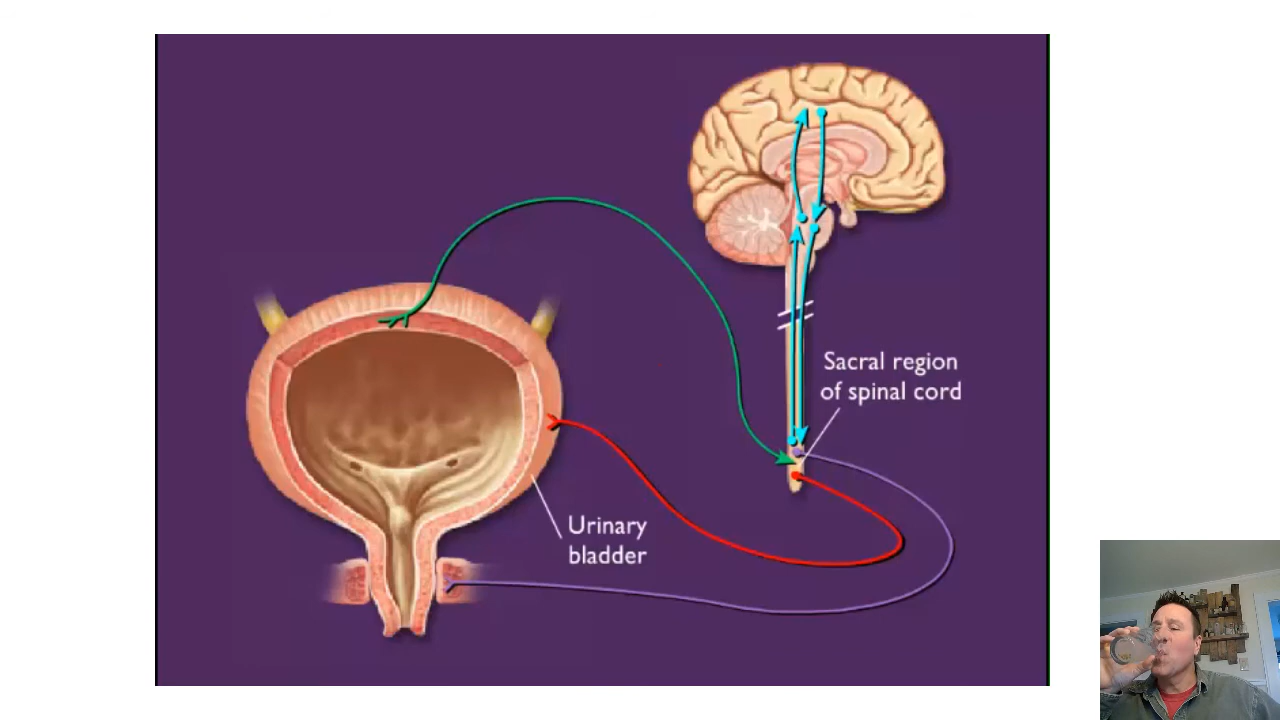 Sacral region
of spinal cord
Urinary
bladder